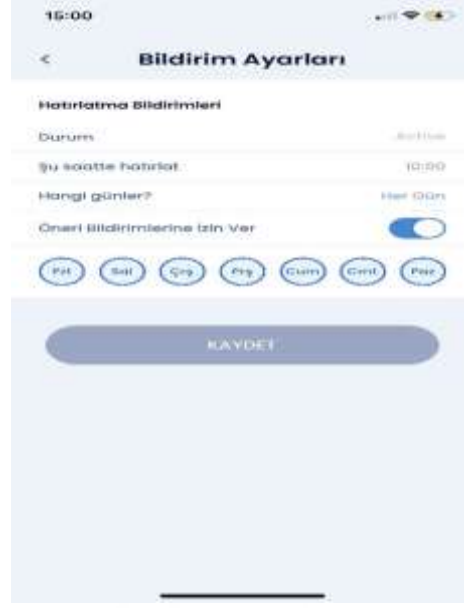 15:00
Bildirim Ayarları
Hatırlatma Bildirimleri
Durum Active
Şu saatte hatırlat 10:00
Hangi günler? Her Gün
Öneri Bildirimlerine İzin Ver
Pzt Sal Çrş Prş Cum Cmt Paz
KAYDET